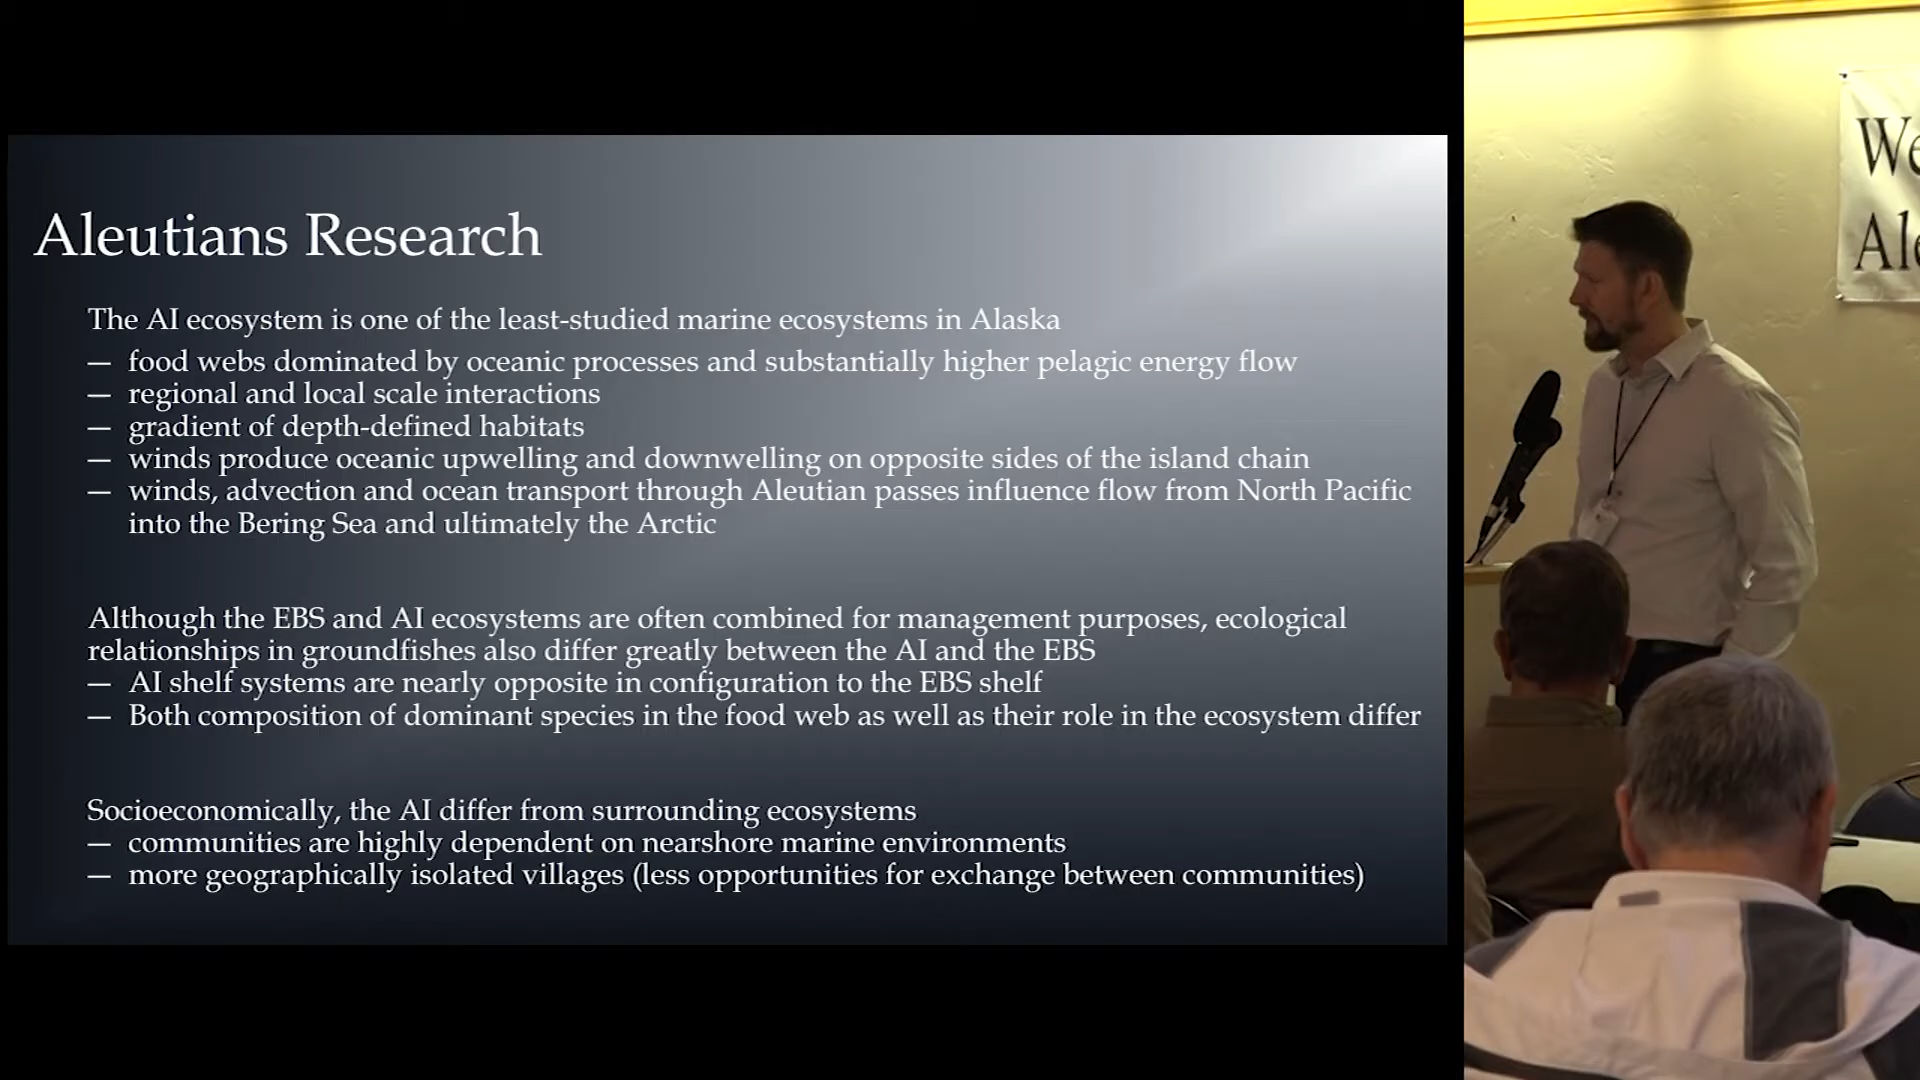 Aleutians Research
The AI ecosystem is one of the least-studied marine ecosystems in Alaska
— food webs dominated by oceanic processes and substantially higher pelagic energy flow
— regional and local scale interactions
— gradient of depth-defined habitats
— winds produce oceanic upwelling and downwelling on opposite sides of the island chain
— winds, advection and ocean transport through Aleutian passes influence flow from North Pacific
into the Bering Sea and ultimately the Arctic
Although the EBS and AI ecosystems are often combined for management purposes, ecological
relationships in groundfishes also differ greatly between the AI and the EBS
— AI shelf systems are nearly opposite in configuration to the EBS shelf
— Both composition of dominant species in the food web as well as their role in the ecosystem differ
Socioeconomically, the AI differ from surrounding ecosystems
— communities are highly dependent on nearshore marine environments
— more geographically isolated villages (less opportunities for exchange between communities)
We
Ale